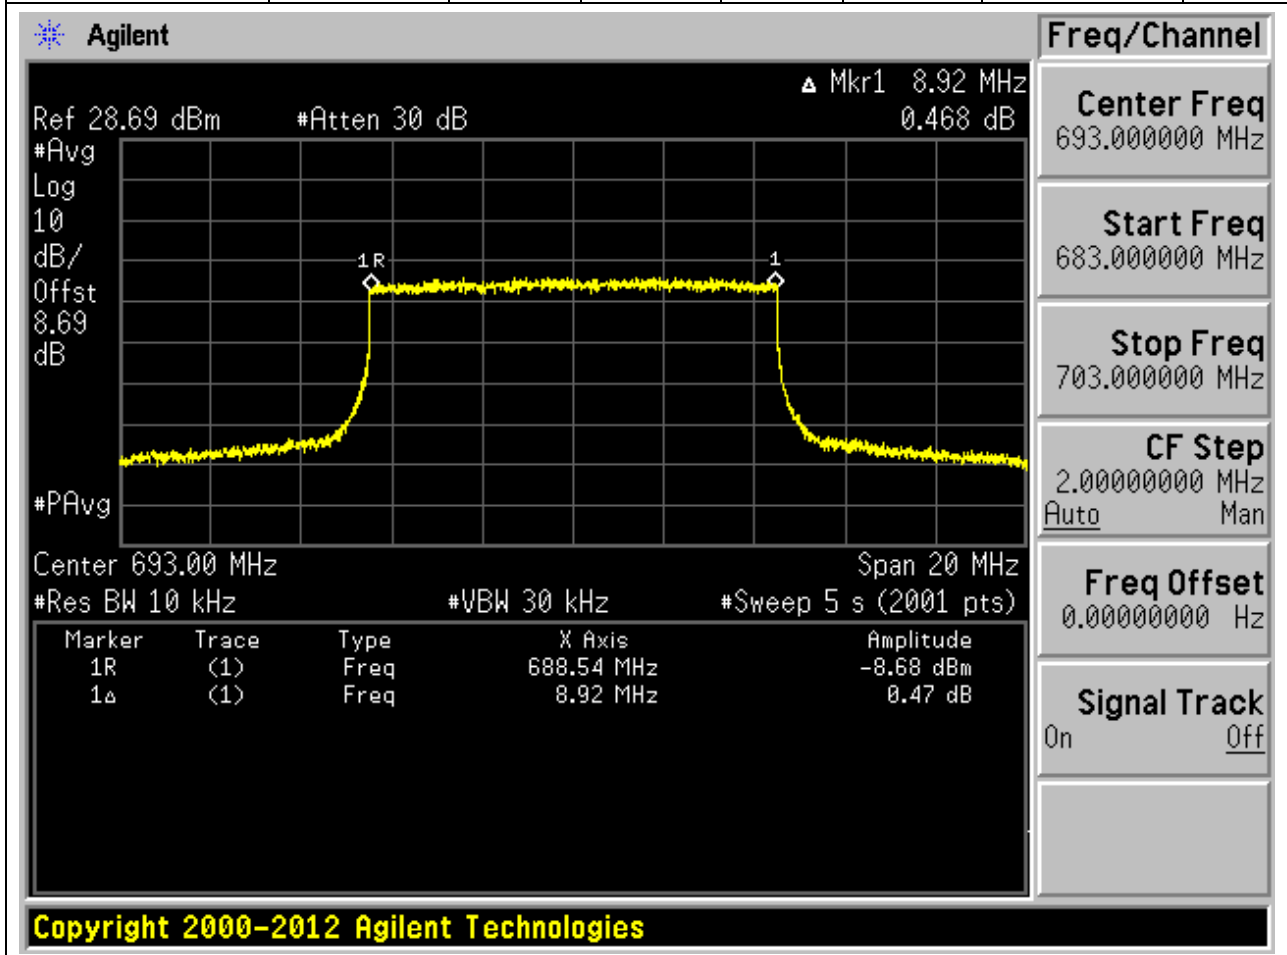 Agilent
Freq/Channel
▵ Mkr1 8.92 MHz
Ref 28.69 dBm #Atten 30 dB 0.468 dB
#Avg
Log
10
dB/
Offst
8.69
dB
1R
1
#PAvg
Center 693.00 MHz Span 20 MHz
#Res BW 10 kHz #VBW 30 kHz #Sweep 5 s (2001 pts)
Marker Trace Type X Axis Amplitude
1R (1) Freq 688.54 MHz -8.68 dBm
1▵ (1) Freq 8.92 MHz 0.47 dB
Center Freq
693.000000 MHz
Start Freq
683.000000 MHz
Stop Freq
703.000000 MHz
CF Step
2.00000000 MHz
Auto Man
Freq Offset
0.00000000 Hz
Signal Track
On Off
Copyright 2000-2012 Agilent Technologies